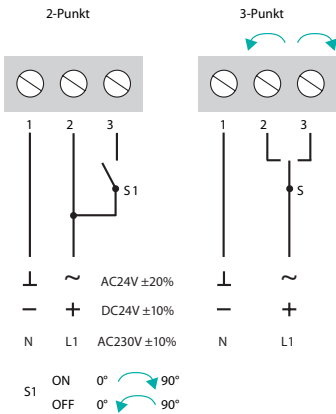 2-Punkt 3-Punkt
1 2 3 1 2 3
S1 S
⊥ ~ AC24V ±20% ⊥ ~
− + DC24V ±10% − +
N L1 AC230V ±10% N L1
S1 ON 0° 90°
OFF 0° 90°